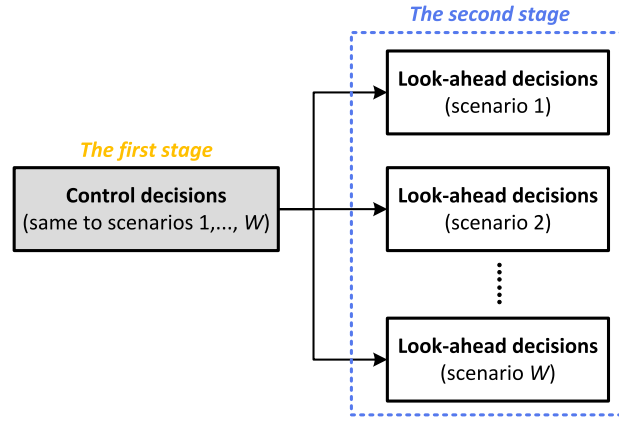 The second stage
Look-ahead decisions
(scenario 1)
The first stage
Control decisions
(same to scenarios 1,..., W)
Look-ahead decisions
(scenario 2)
Look-ahead decisions
(scenario W)